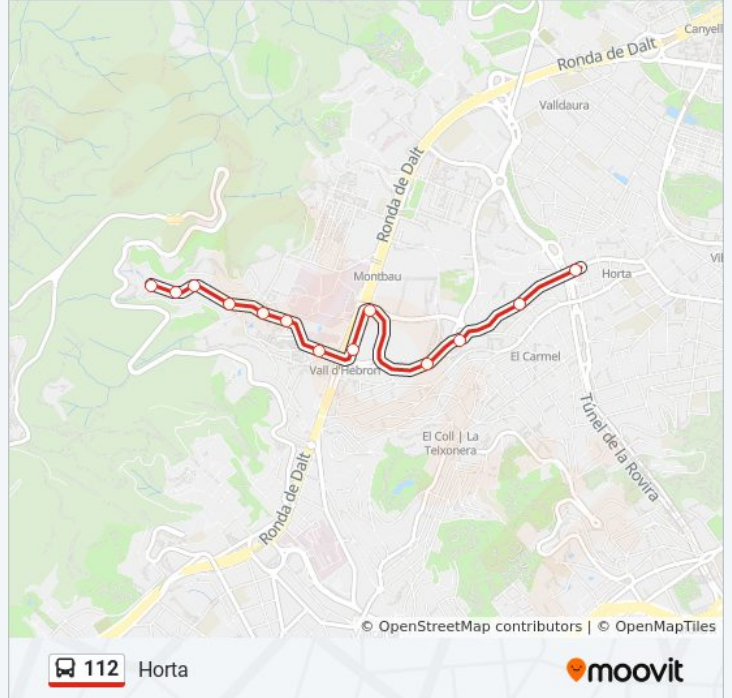 Canyell
Ronda de Dalt
Valldaura
Ronda de Dalt
Horta
Vil
Montbau
El Carmel
Vall d'Hebron
El Coll | La
Teixonera
Túnel de la Rovira
Ronda de Dalt
© OpenStreetMap contributors | © OpenMapTiles
112 Horta
moovit